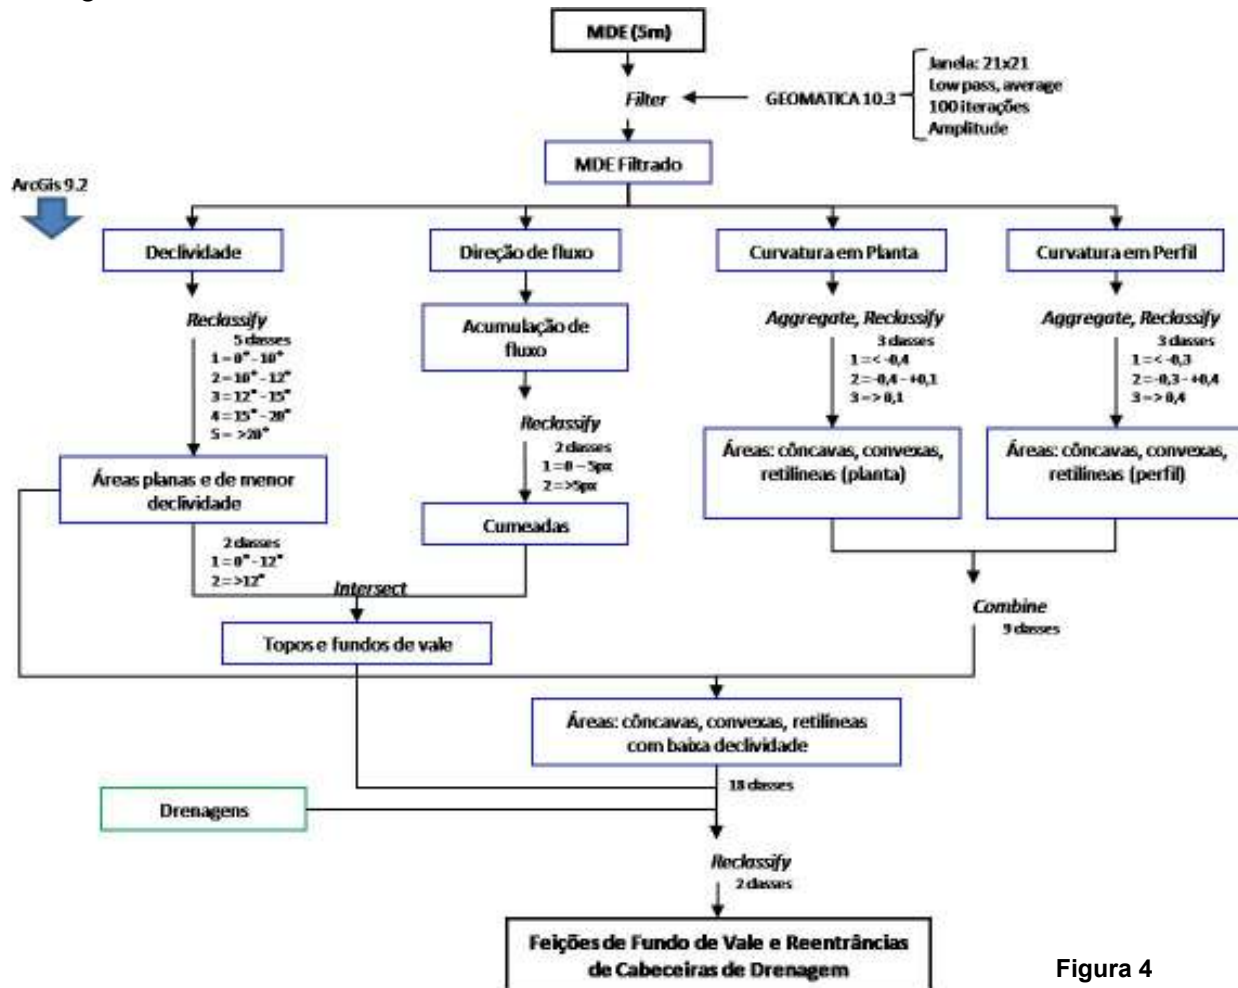 MDE (5m)
Janela: 21x21
Low pass, average
100 iterações
Amplitude
Filter
GEOMATICA 10.3
MDE Filtrado
ArcGis 9.2
Declividade
Direção de fluxo
Curvatura em Planta
Curvatura em Perfil
Reclassify
5 classes
1 = 0° - 10°
2 = 10° - 12°
3 = 12° - 15°
4 = 15° - 20°
5 = >20°
Acumulação de
fluxo
Aggregate, Reclassify
3 classes
1 = < -0,4
2 = -0,4 - +0,1
3 = > 0,1
Aggregate, Reclassify
3 classes
1 = < -0,3
2 = -0,3 - +0,4
3 = > 0,4
Reclassify
2 classes
1 = 0 – 5px
2 = >5px
Áreas planas e de menor
declividade
Cumeadas
Áreas: côncavas, convexas,
retilíneas (planta)
Áreas: côncavas, convexas,
retilíneas (perfil)
2 classes
1 = 0° - 12°
2 = >12°
Intersect
Combine
9 classes
Topos e fundos de vale
Áreas: côncavas, convexas, retilíneas
com baixa declividade
18 classes
Drenagens
Reclassify
2 classes
Feições de Fundo de Vale e Reentrâncias
de Cabeceiras de Drenagem
Figura 4